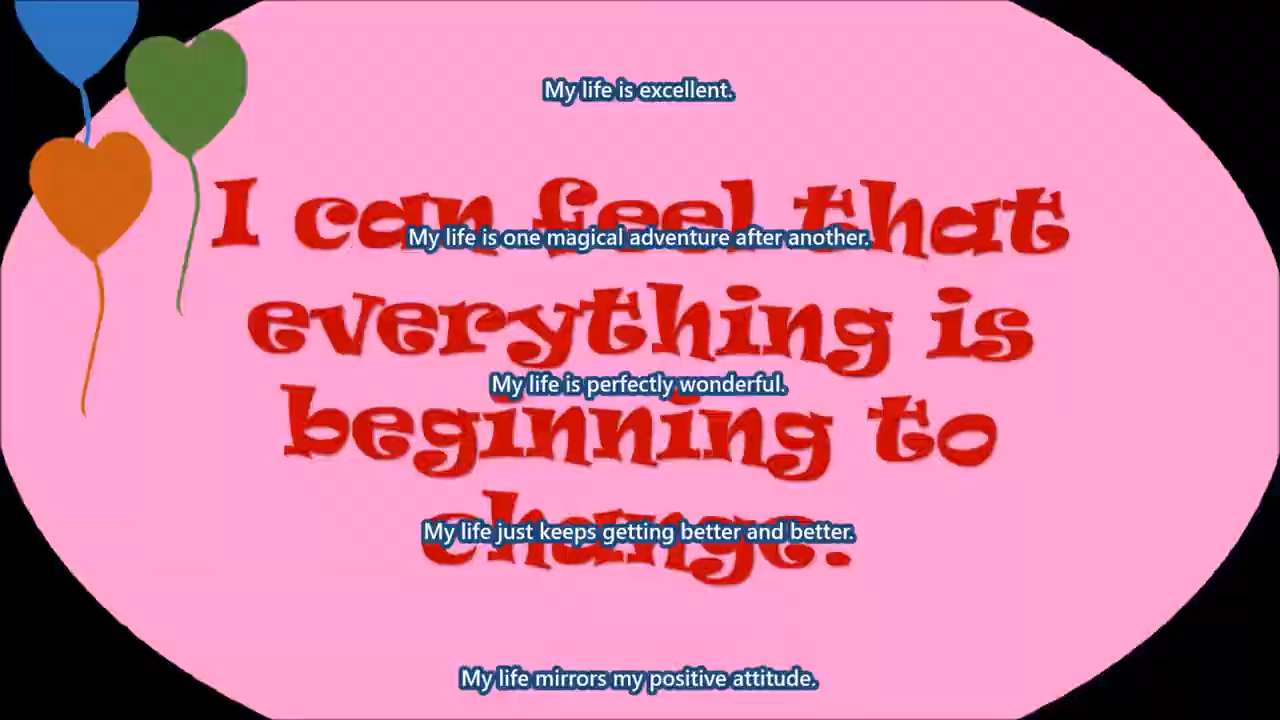 My life is excellent.
I can feel that
My life is one magical adventure after another.
everything is
My life is perfectly wonderful.
beginning to
My life just keeps getting better and better.
change.
My life mirrors my positive attitude.